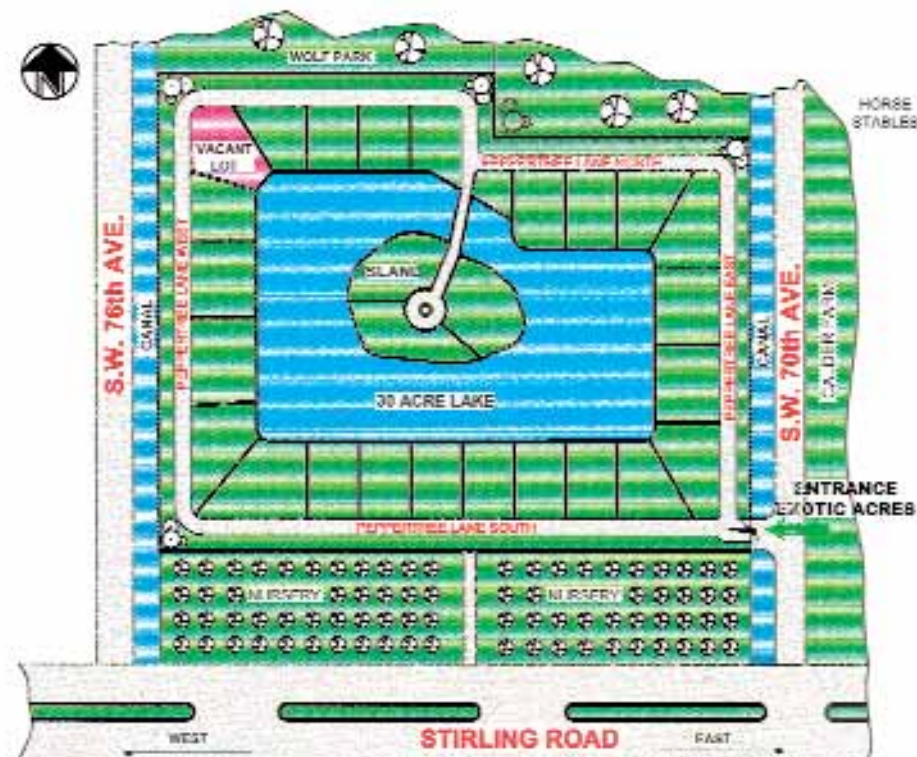 WOLF PARK
N
HORSE
STABLES
VACANT
LOT
PEPPERTREE LANE NORTH
PEPPERTREE LANE WEST
S.W. 76th AVE.
CANAL
ISLAND
PEPPERTREE LANE EAST
CANAL
S.W. 70th AVE.
30 ACRE LAKE
ENTRANCE
EXOTIC ACRES
PEPPERTREE LANE SOUTH
NURSERY
NURSERY
WEST
STIRLING ROAD
EAST